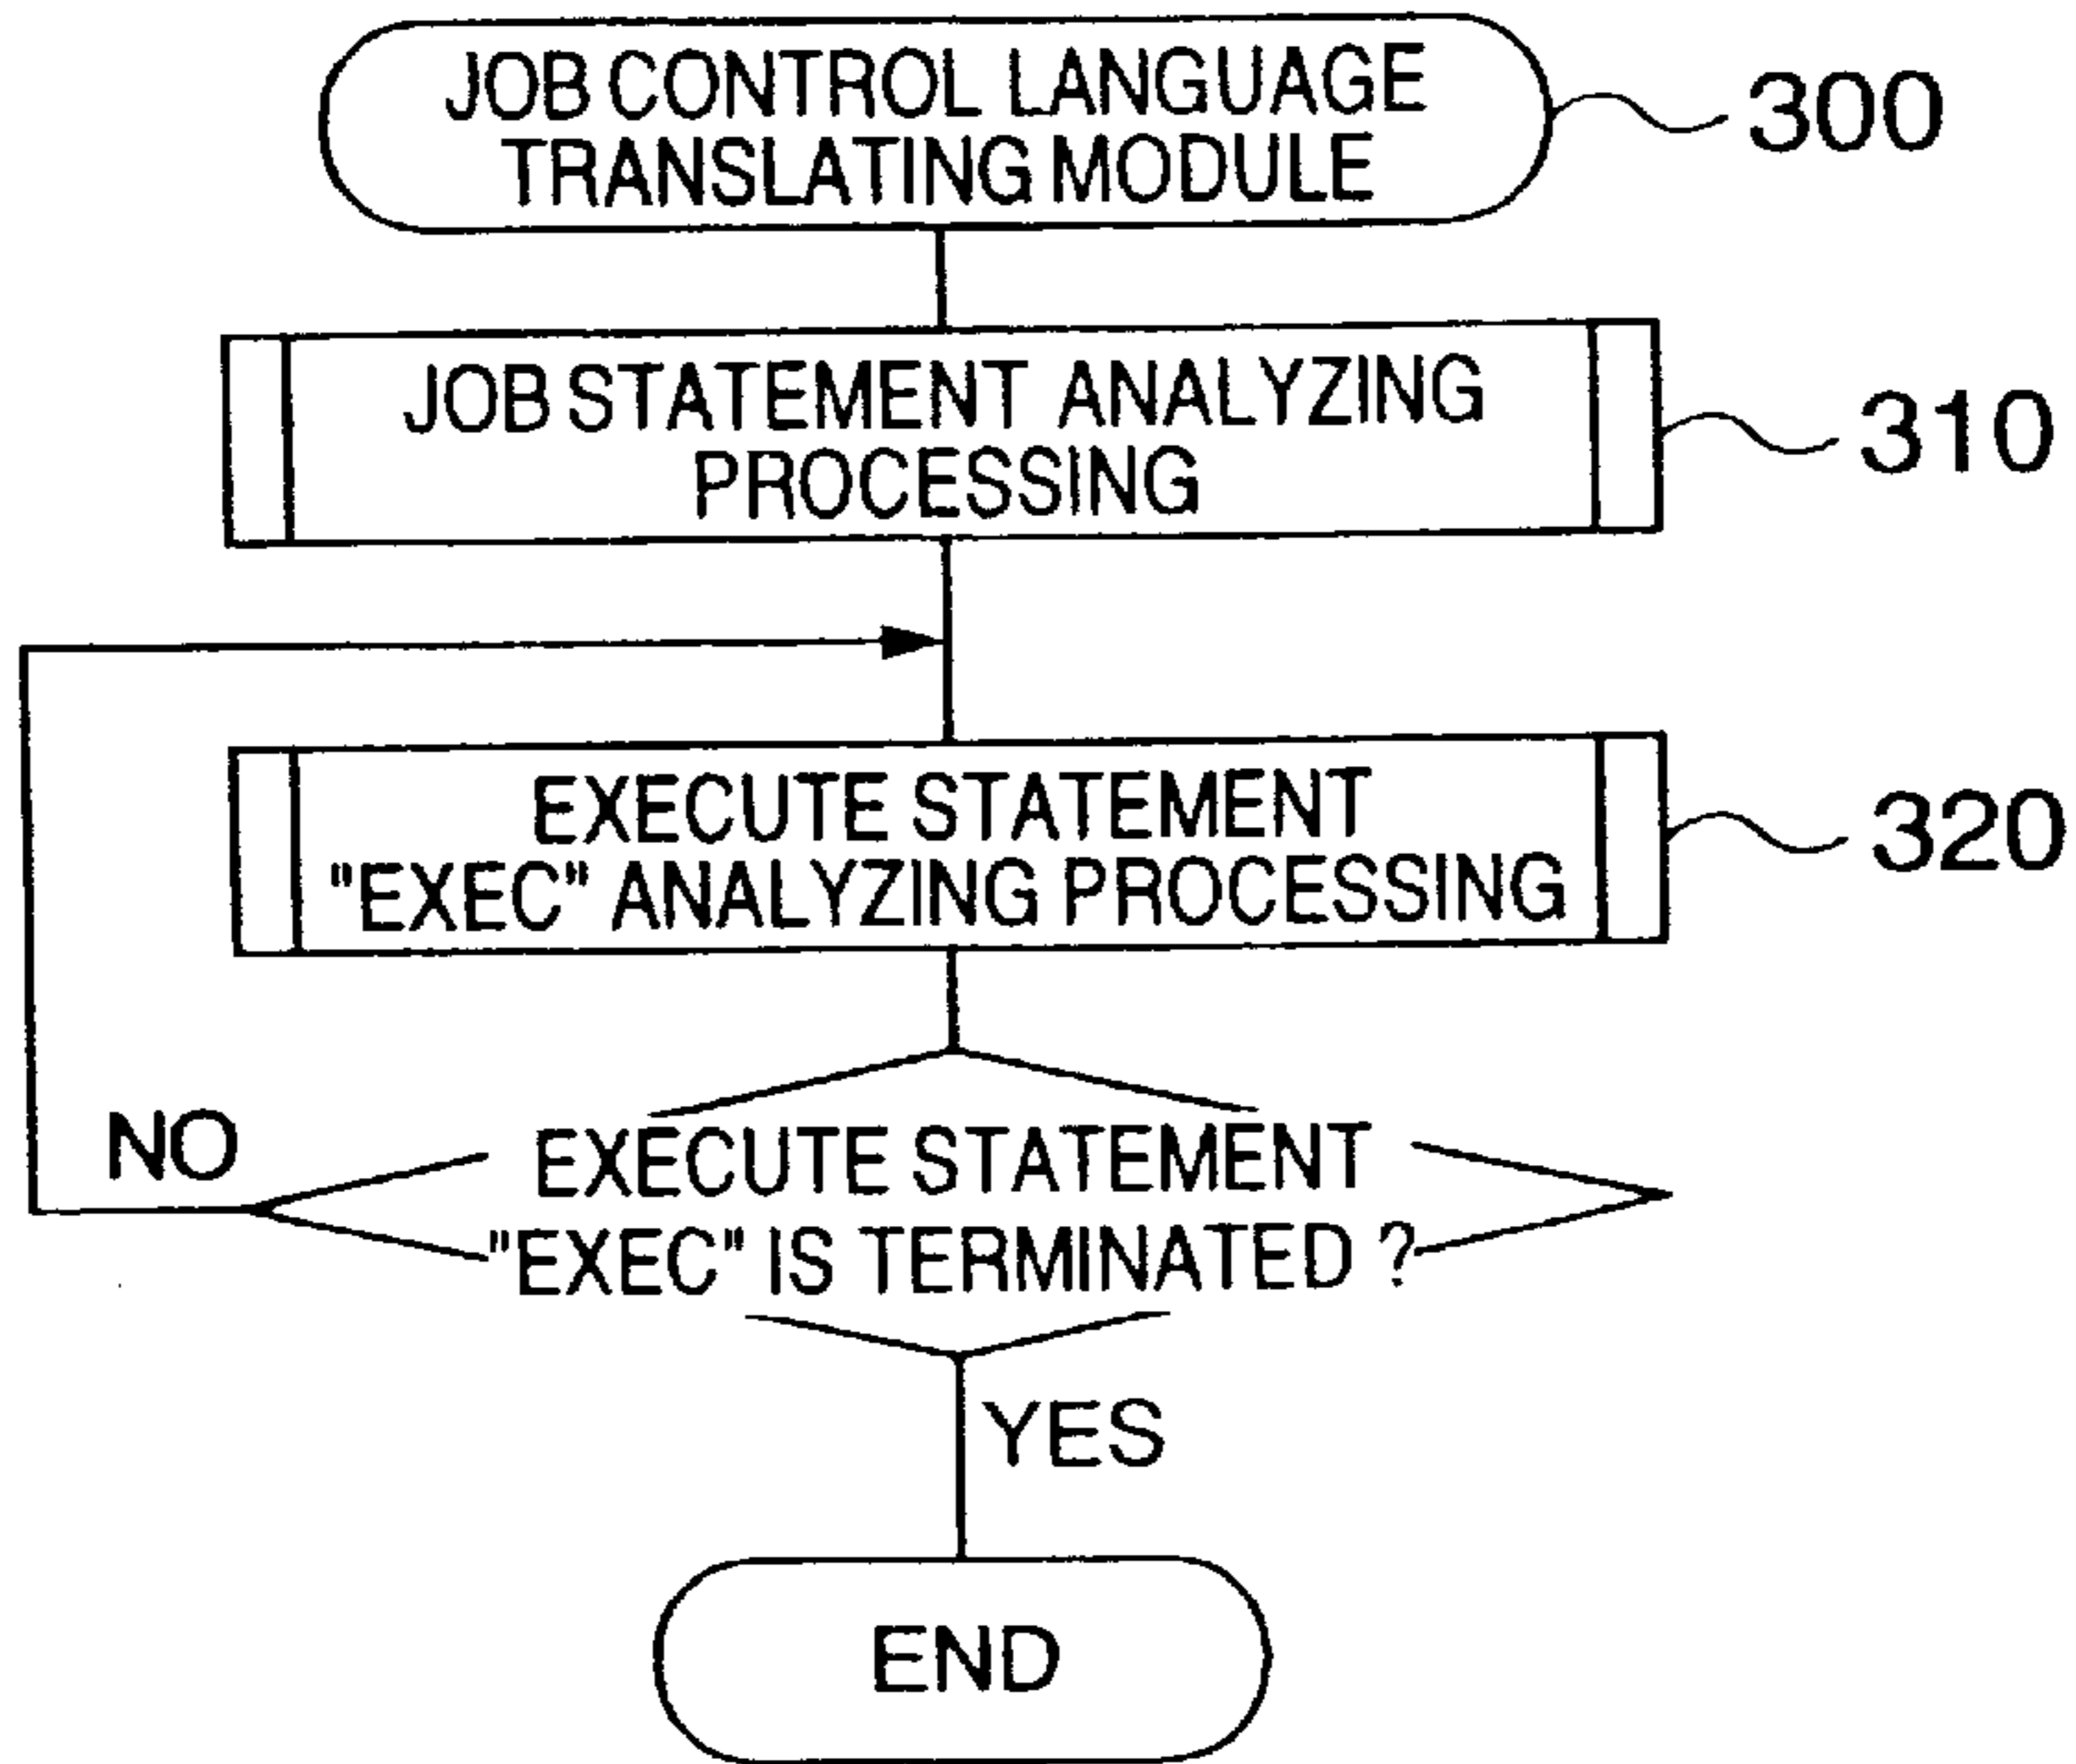 JOB CONTROL LANGUAGE
TRANSLATING MODULE
300
JOB STATEMENT ANALYZING
PROCESSING
310
EXECUTE STATEMENT
"EXEC" ANALYZING PROCESSING
320
NO
EXECUTE STATEMENT
"EXEC" IS TERMINATED ?
YES
END